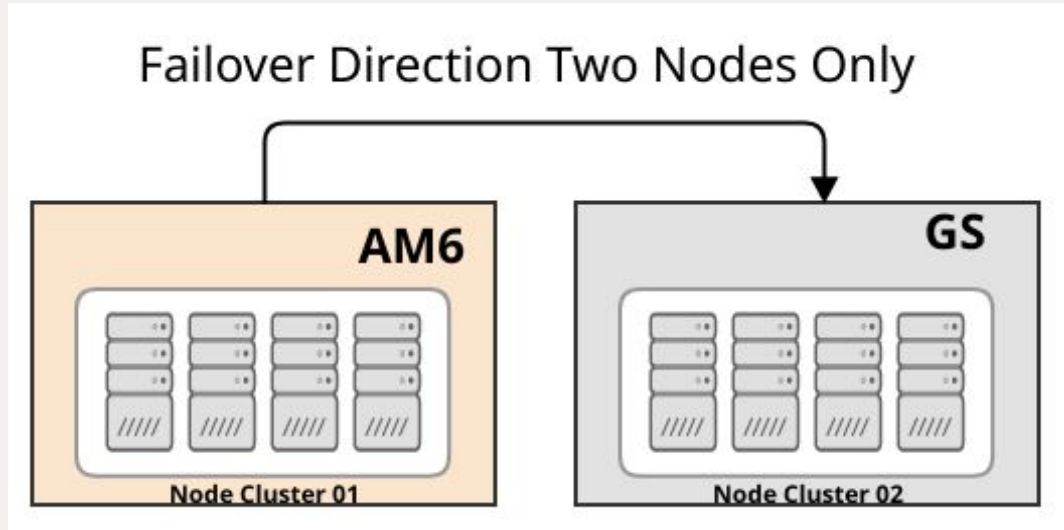 Failover Direction Two Nodes Only
AM6
Node Cluster 01
GS
Node Cluster 02